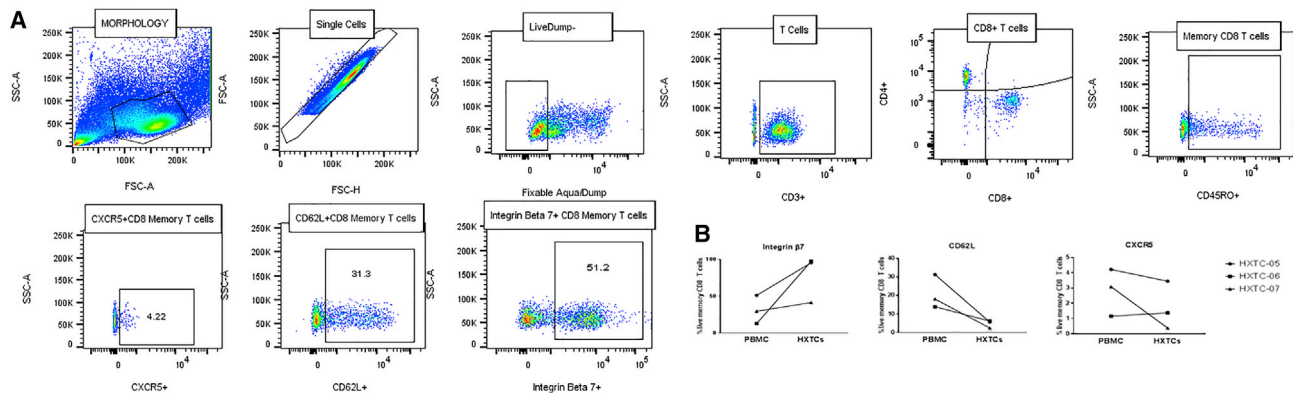 A
MORPHOLOGY
250K
200K
150K
100K
50K
0
SSC-A
0
100K
200K
FSC-A
Single Cells
250K
200K
150K
100K
50K
0
FSC-A
0
100K
200K
FSC-H
LiveDump-
250K
200K
150K
100K
50K
0
SSC-A
0
10^4
Fixable Aqua/Dump
T Cells
250K
200K
150K
100K
50K
0
SSC-A
0
10^4
CD3+
CD8+ T cells
10^5
10^4
10^3
0
CD4+
0
10^4
CD8+
Memory CD8 T cells
250K
200K
150K
100K
50K
0
SSC-A
0
10^4
CD45RO+
CXCR5+CD8 Memory T cells
250K
200K
150K
100K
50K
0
SSC-A
4.22
0
10^4
CXCR5+
CD62L+CD8 Memory T cells
250K
200K
150K
100K
50K
0
SSC-A
31.3
0
10^4
CD62L+
Integrin Beta 7+ CD8 Memory T cells
250K
200K
150K
100K
50K
0
SSC-A
51.2
0
10^4
10^5
Integrin Beta 7+
B
Integrin β7
% live memory CD8 T cells
100
50
0
PBMC
HXTCs
CD62L
% live memory CD8 T cells
40
30
20
10
0
PBMC
HXTCs
CXCR5
% live memory CD8 T cells
5
4
3
2
1
0
PBMC
HXTCs
HXTC-05
HXTC-06
HXTC-07